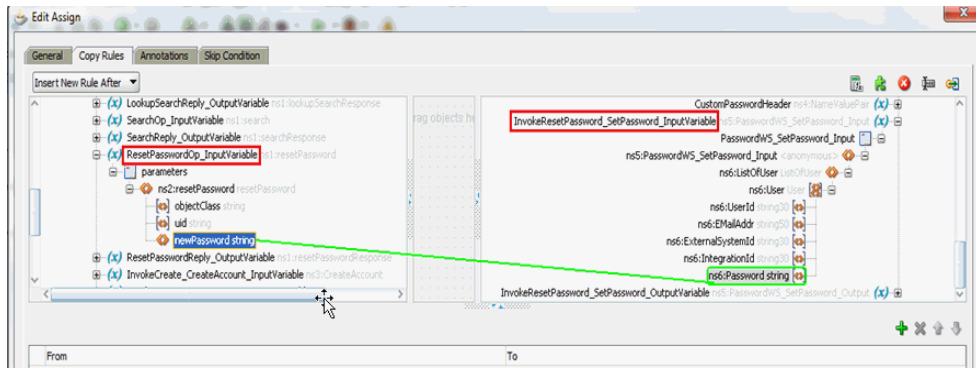 Edit Assign
General Copy Rules Annotations Skip Condition
Insert New Rule After
(x) LookupSearchReply_OutputVariable ns1:lookupSearchResponse
(x) SearchOp_InputVariable ns1:search
(x) SearchReply_OutputVariable ns1:searchResponse
(x) ResetPasswordOp_InputVariable ns1:resetPassword
parameters
ns2:resetPassword resetPassword
objectClass string
uid string
newPassword string
(x) ResetPasswordReply_OutputVariable ns1:resetPasswordResponse
(x) InvokeCreate_CreateAccount_InputVariable ns3:CreateAccount
rag objects he
CustomPasswordHeader ns4:NameValuePair (x)
InvokeResetPassword_SetPassword_InputVariable ns5:PasswordWS_SetPassword_Input (x)
PasswordWS_SetPassword_Input
ns5:PasswordWS_SetPassword_Input <anonymous>
ns6:ListOfUser ListOfUser
ns6:User User
ns6:UserId string30
ns6:EMailAddr string50
ns6:ExternalSystemId string30
ns6:IntegrationId string30
ns6:Password string
InvokeResetPassword_SetPassword_OutputVariable ns5:PasswordWS_SetPassword_Output (x)
From To